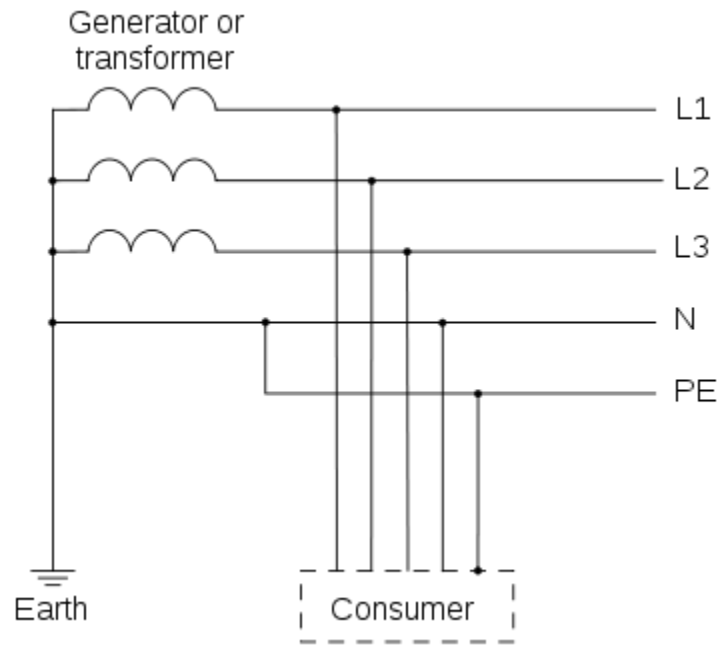 Generator or
transformer
L1
L2
L3
N
PE
Earth
Consumer